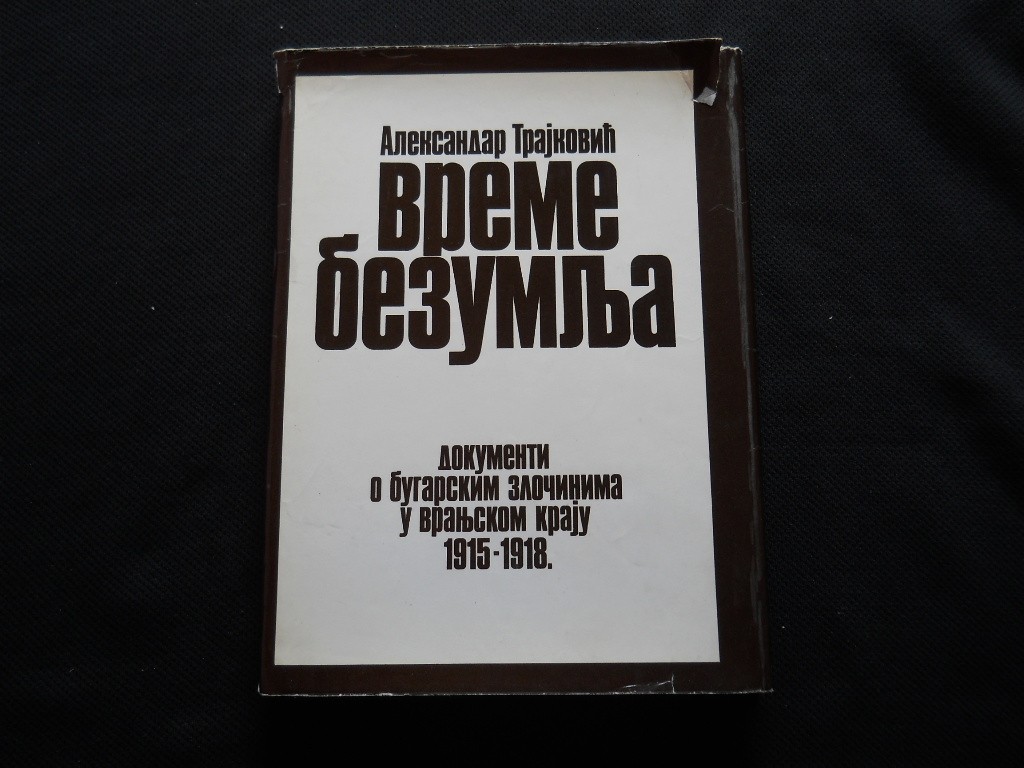 Александар Трајковић
време
безумља
документи
о бугарским злочинима
у врањском крају
1915-1918.